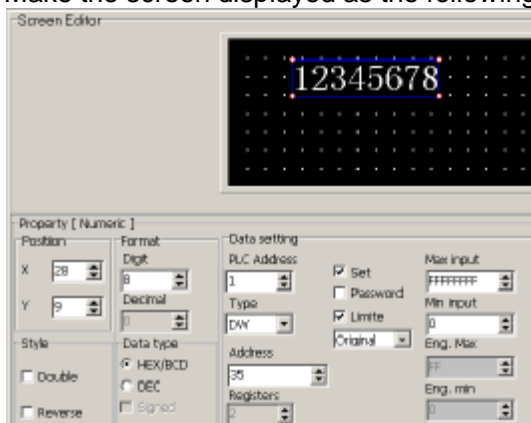 Make the screen displayed as the following
Screen Editor
12345678
Property [ Numeric ]
Position
X 28
Y 9
Style
Double
Reverse
Format
Digit
8
Decimal
0
Data type
HEX/BCD
DEC
Signed
Data setting
PLC Address
1
Type
DW
Address
35
Registers
2
Set
Password
Limite
Original
Max input
FFFFFFFF
Min input
0
Eng. Max
FF
Eng. min
0